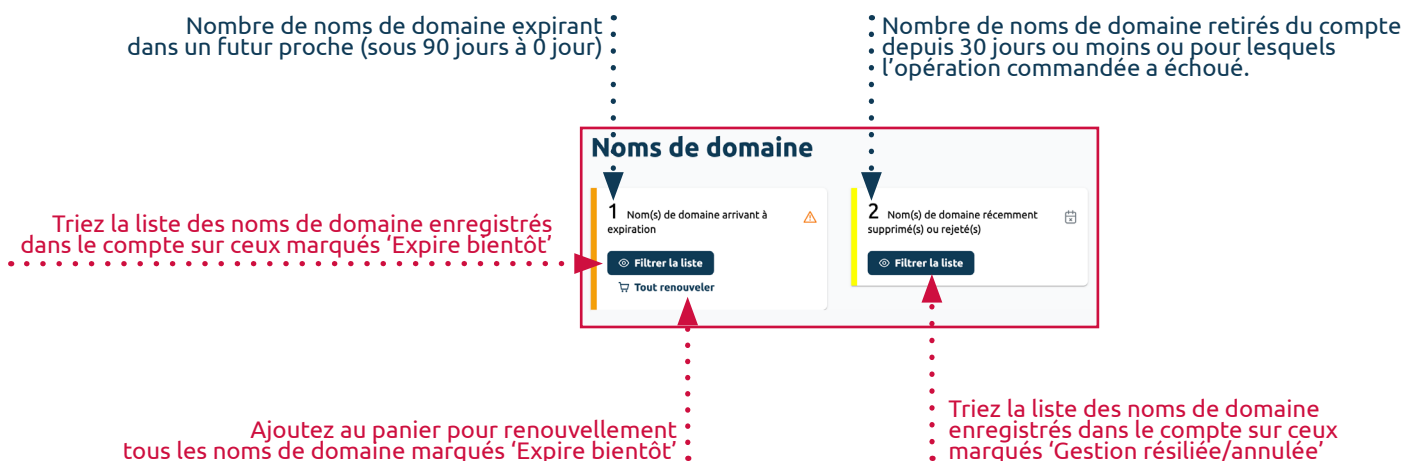 Nombre de noms de domaine expirant
dans un futur proche (sous 90 jours à 0 jour)
Nombre de noms de domaine retirés du compte
depuis 30 jours ou moins ou pour lesquels
l’opération commandée a échoué.
Noms de domaine
Triez la liste des noms de domaine enregistrés
dans le compte sur ceux marqués ‘Expire bientôt’
1 Nom(s) de domaine arrivant à
expiration
Filtrer la liste
Tout renouveler
2 Nom(s) de domaine récemment
supprimé(s) ou rejeté(s)
Filtrer la liste
Ajoutez au panier pour renouvellement
tous les noms de domaine marqués ‘Expire bientôt’
Triez la liste des noms de domaine
enregistrés dans le compte sur ceux
marqués ‘Gestion résiliée/annulée’